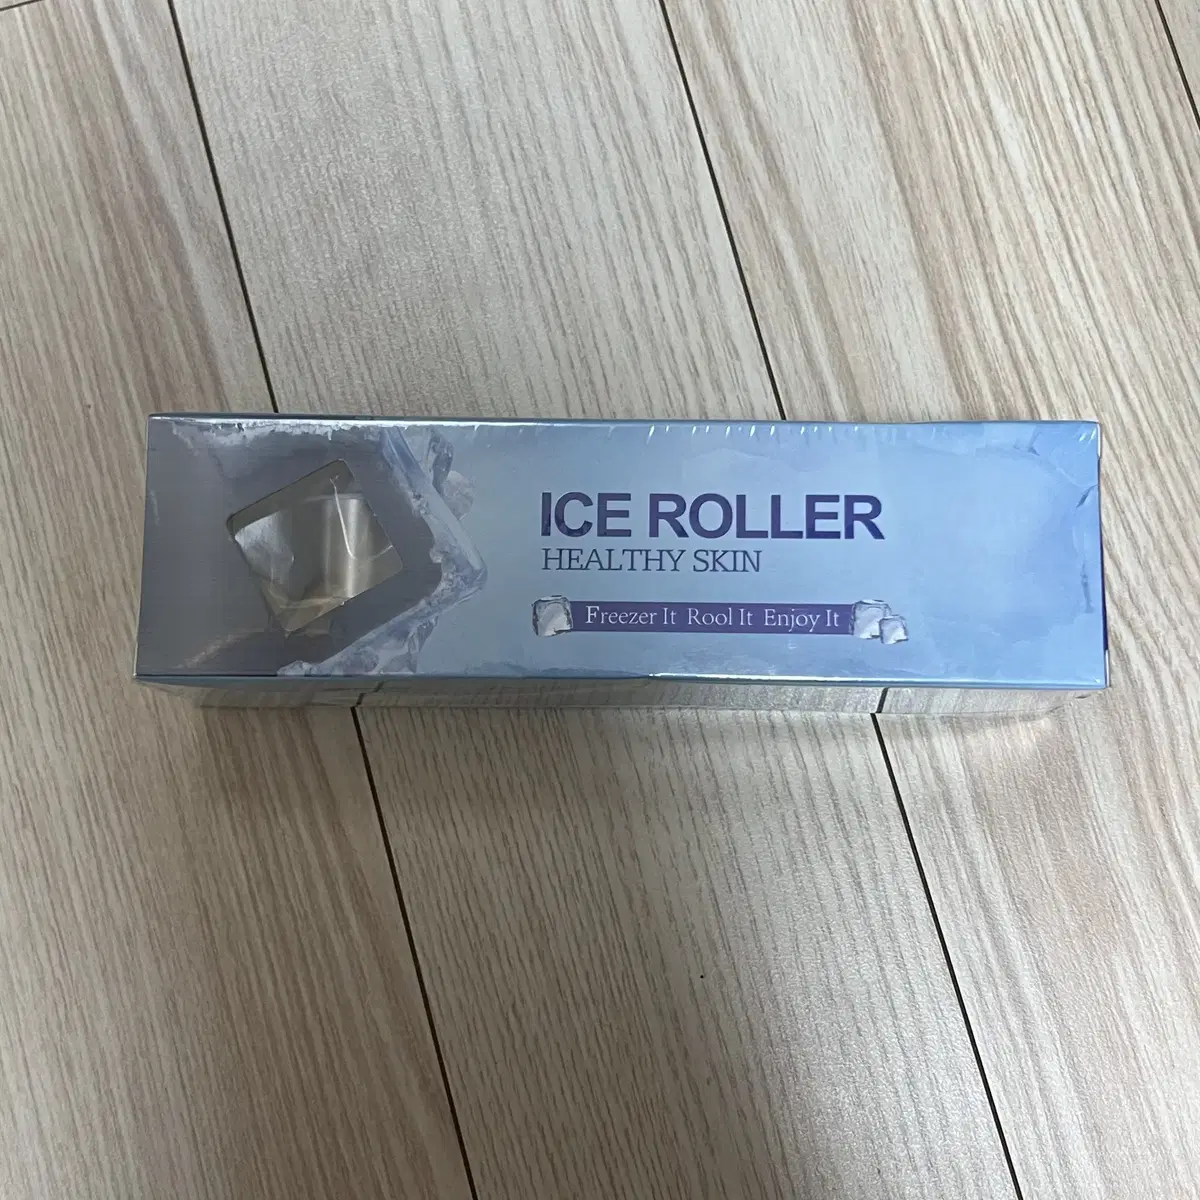 ICE ROLLER
HEALTHY SKIN
Freezer It Rool It Enjoy It